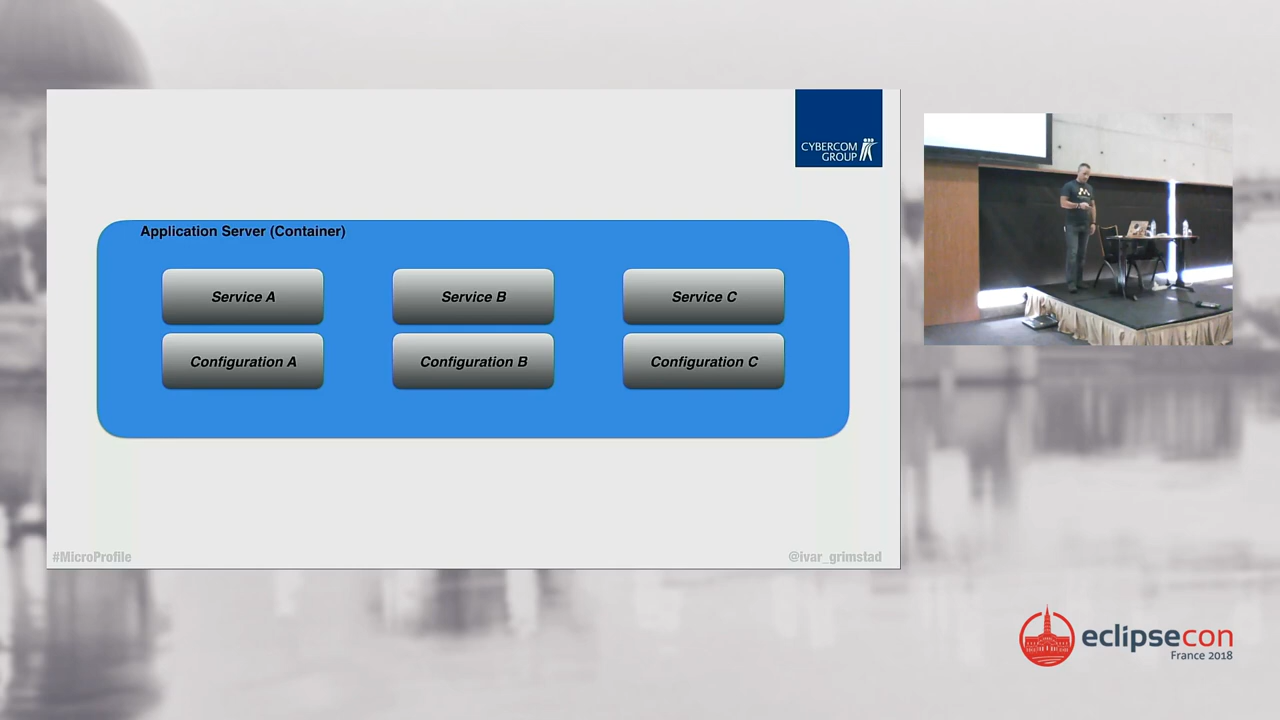 CYBERCOM
GROUP
Application Server (Container)
Service A
Service B
Service C
Configuration A
Configuration B
Configuration C
#MicroProfile
@ivar_grimstad
eclipsecon
France 2018